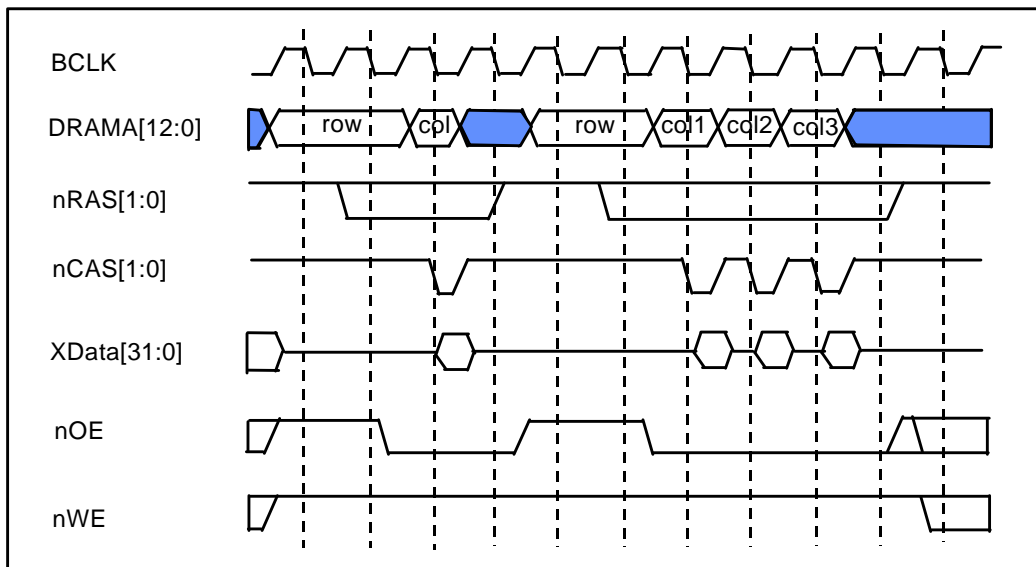 BCLK
DRAMA[12:0] row col row col1 col2 col3
nRAS[1:0]
nCAS[1:0]
XData[31:0]
nOE
nWE